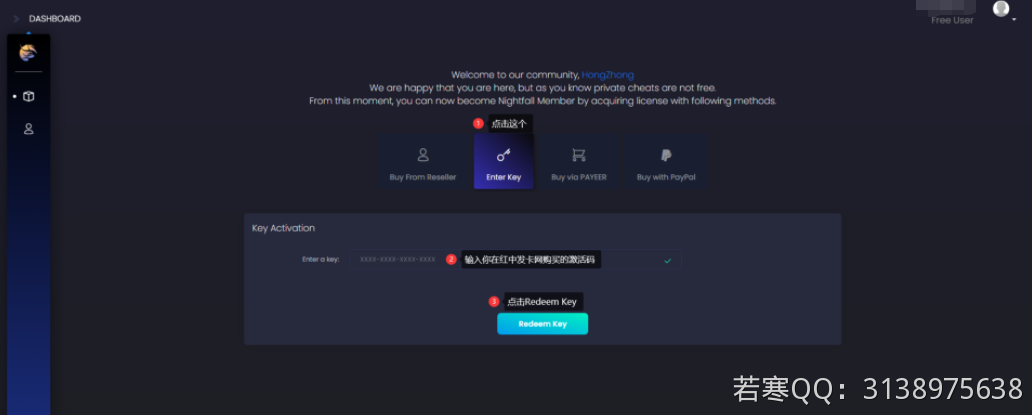 DASHBOARD
Free User
Welcome to our community, HongZhong
We are happy that you are here, but as you know private cheats are not free.
From this moment, you can now become Nightfall Member by acquiring license with following methods.
1 点击这个
Buy From Reseller
Enter Key
Buy via PAYEER
Buy with PayPal
Key Activation
Enter a key:
XXXX-XXXX-XXXX-XXXX
2 输入你在红中发卡网购买的激活码
3 点击Redeem Key
Redeem Key
若寒QQ：3138975638